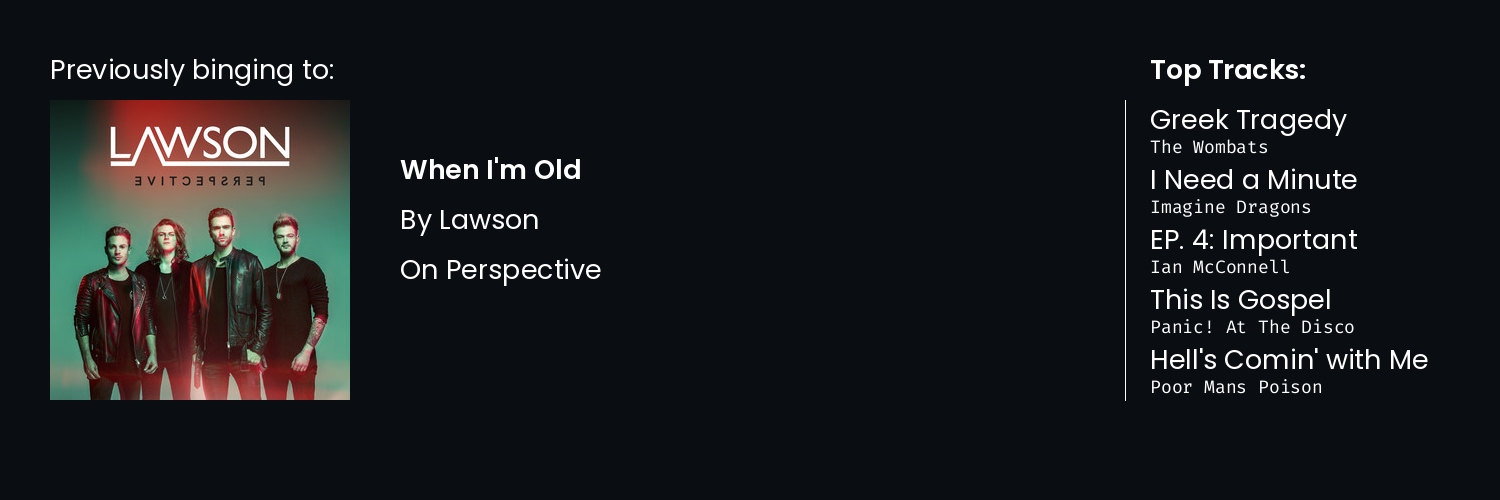 Previously binging to:
LAWSON
PERSPECTIVE
When I'm Old
By Lawson
On Perspective
Top Tracks:
Greek Tragedy
The Wombats
I Need a Minute
Imagine Dragons
EP. 4: Important
Ian McConnell
This Is Gospel
Panic! At The Disco
Hell's Comin' with Me
Poor Mans Poison